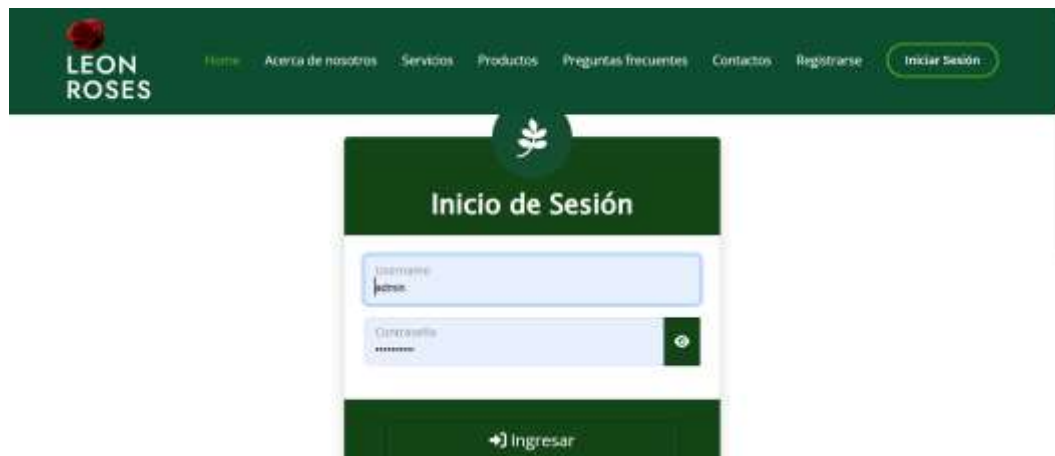 LEON
ROSES
Home Acerca de nosotros Servicios Productos Preguntas frecuentes Contactos Registrarse Iniciar Sesión
Inicio de Sesión
Username
admin
Contraseña
Ingresar